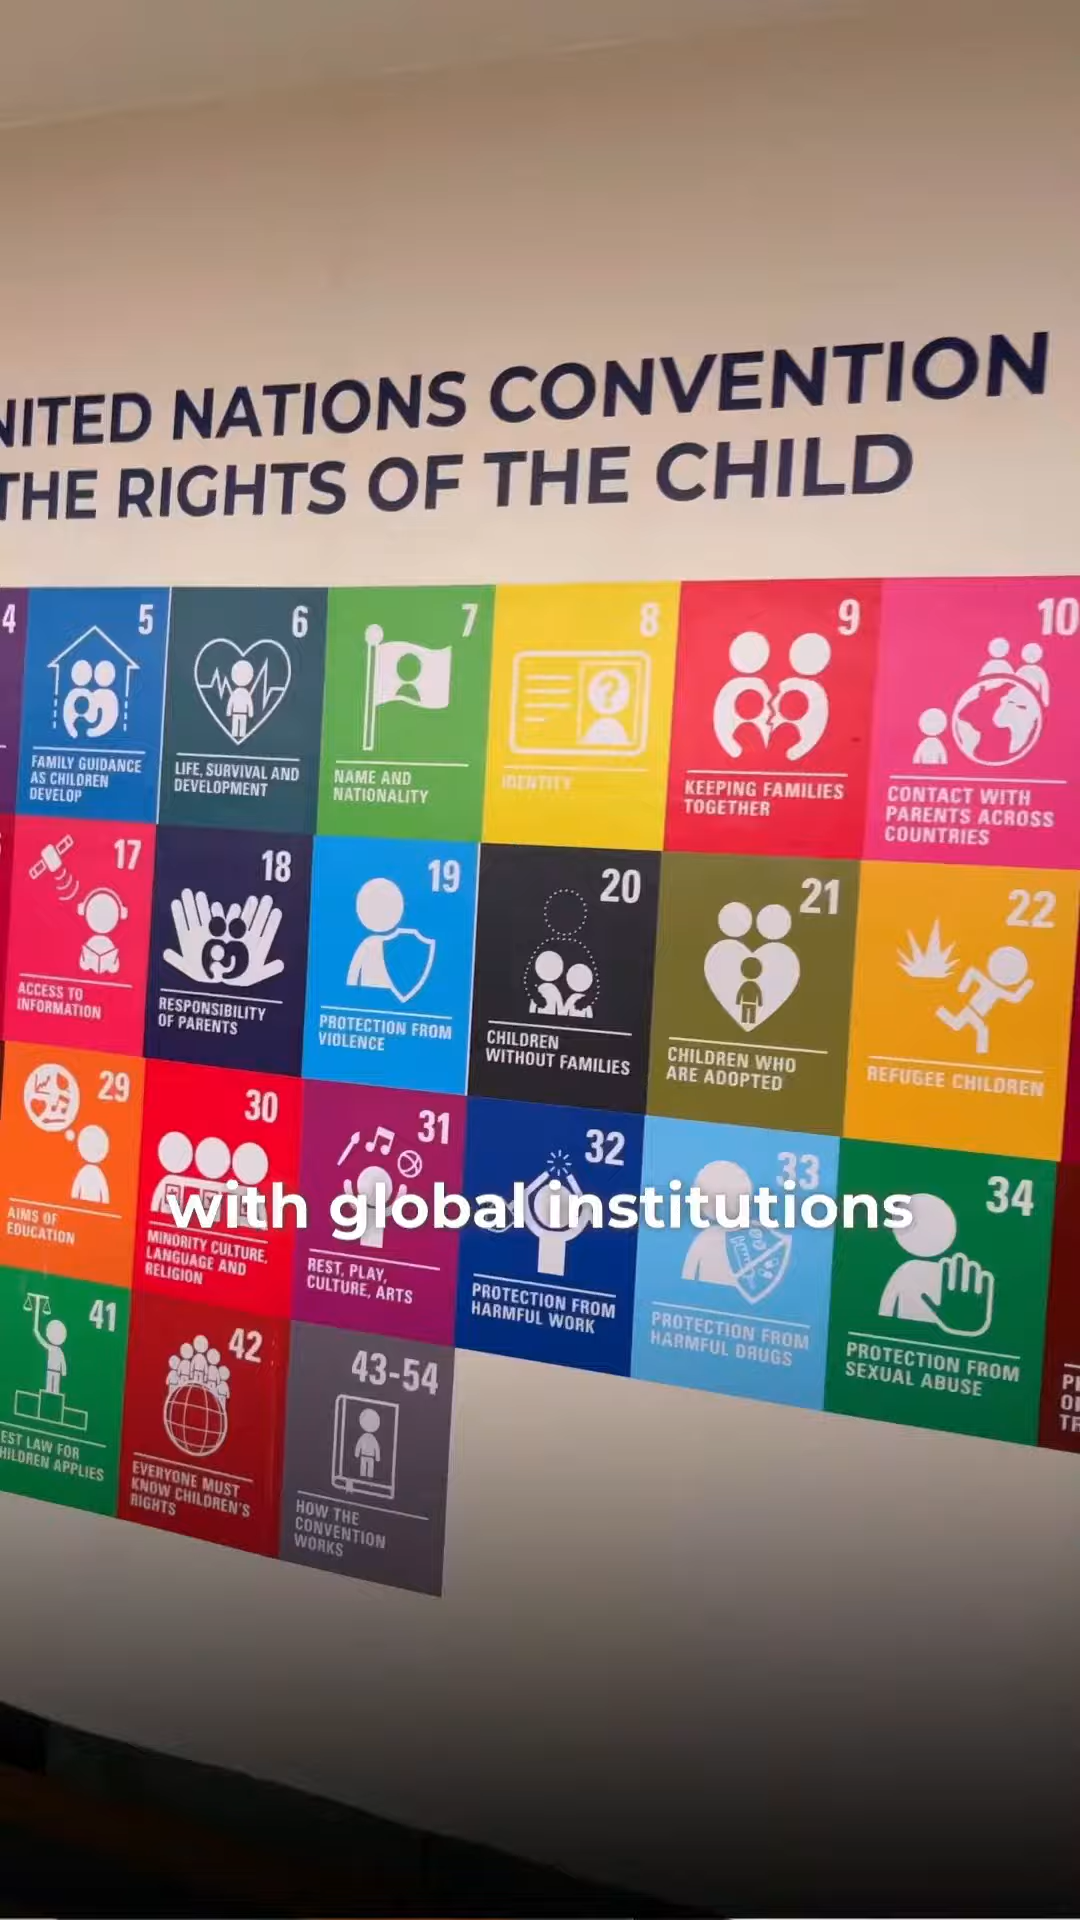 NITED NATIONS CONVENTION
THE RIGHTS OF THE CHILD
4
5
FAMILY GUIDANCE
AS CHILDREN
DEVELOP
6
LIFE, SURVIVAL AND
DEVELOPMENT
7
NAME AND
NATIONALITY
8
IDENTITY
9
KEEPING FAMILIES
TOGETHER
10
CONTACT WITH
PARENTS ACROSS
COUNTRIES
17
ACCESS TO
INFORMATION
18
RESPONSIBILITY
OF PARENTS
19
PROTECTION FROM
VIOLENCE
20
CHILDREN
WITHOUT FAMILIES
21
CHILDREN WHO
ARE ADOPTED
22
REFUGEE CHILDREN
29
AIMS OF
EDUCATION
30
MINORITY CULTURE,
LANGUAGE AND
RELIGION
31
REST, PLAY,
CULTURE, ARTS
32
PROTECTION FROM
HARMFUL WORK
33
PROTECTION FROM
HARMFUL DRUGS
34
PROTECTION FROM
SEXUAL ABUSE
with global institutions
41
EST LAW FOR
HILDREN APPLIES
42
EVERYONE MUST
KNOW CHILDREN'S
RIGHTS
43-54
HOW THE
CONVENTION
WORKS